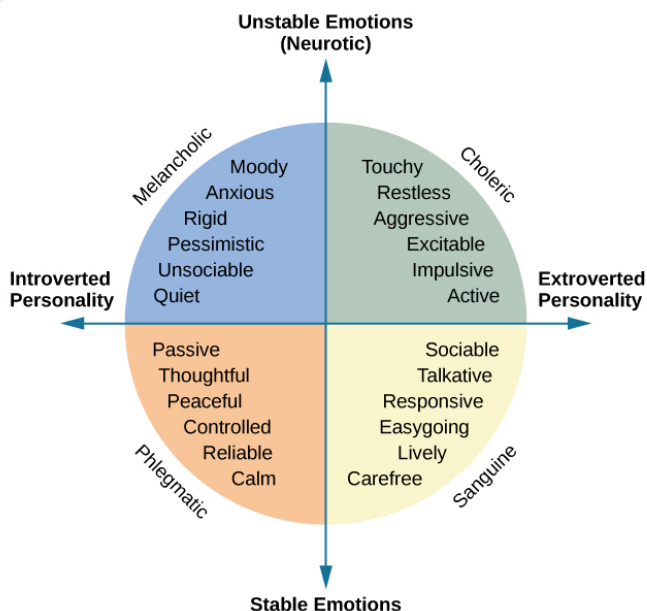 Unstable Emotions
(Neurotic)
Melancholic
Choleric
Moody
Anxious
Rigid
Pessimistic
Unsociable
Quiet
Touchy
Restless
Aggressive
Excitable
Impulsive
Active
Introverted
Personality
Extroverted
Personality
Passive
Thoughtful
Peaceful
Controlled
Reliable
Calm
Sociable
Talkative
Responsive
Easygoing
Lively
Carefree
Phlegmatic
Sanguine
Stable Emotions